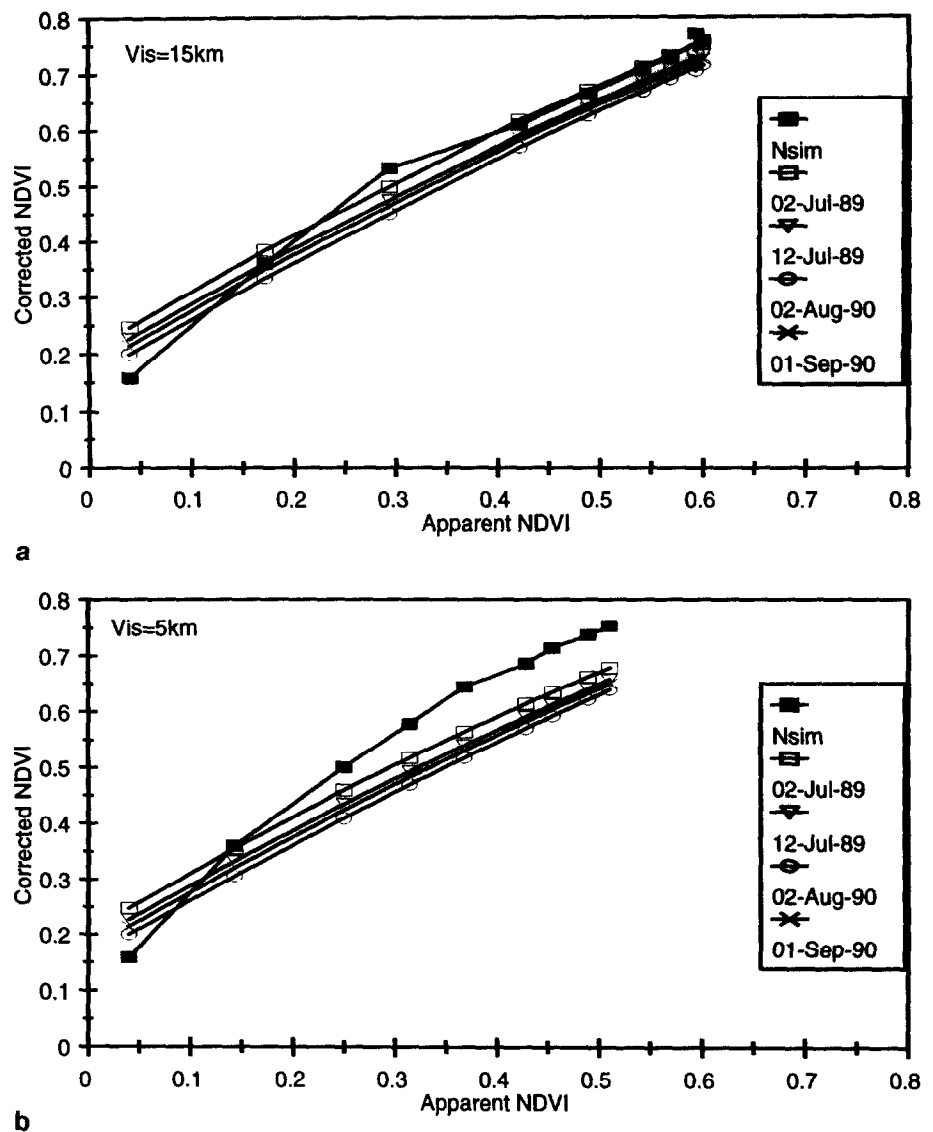 Vis=15km
0.8
0.7
0.6
0.5
0.4
0.3
0.2
0.1
0
Corrected NDVI
0 0.1 0.2 0.3 0.4 0.5 0.6 0.7 0.8
Apparent NDVI
Nsim
02-Jul-89
12-Jul-89
02-Aug-90
01-Sep-90
a
Vis=5km
0.8
0.7
0.6
0.5
0.4
0.3
0.2
0.1
0
Corrected NDVI
0 0.1 0.2 0.3 0.4 0.5 0.6 0.7 0.8
Apparent NDVI
Nsim
02-Jul-89
12-Jul-89
02-Aug-90
01-Sep-90
b